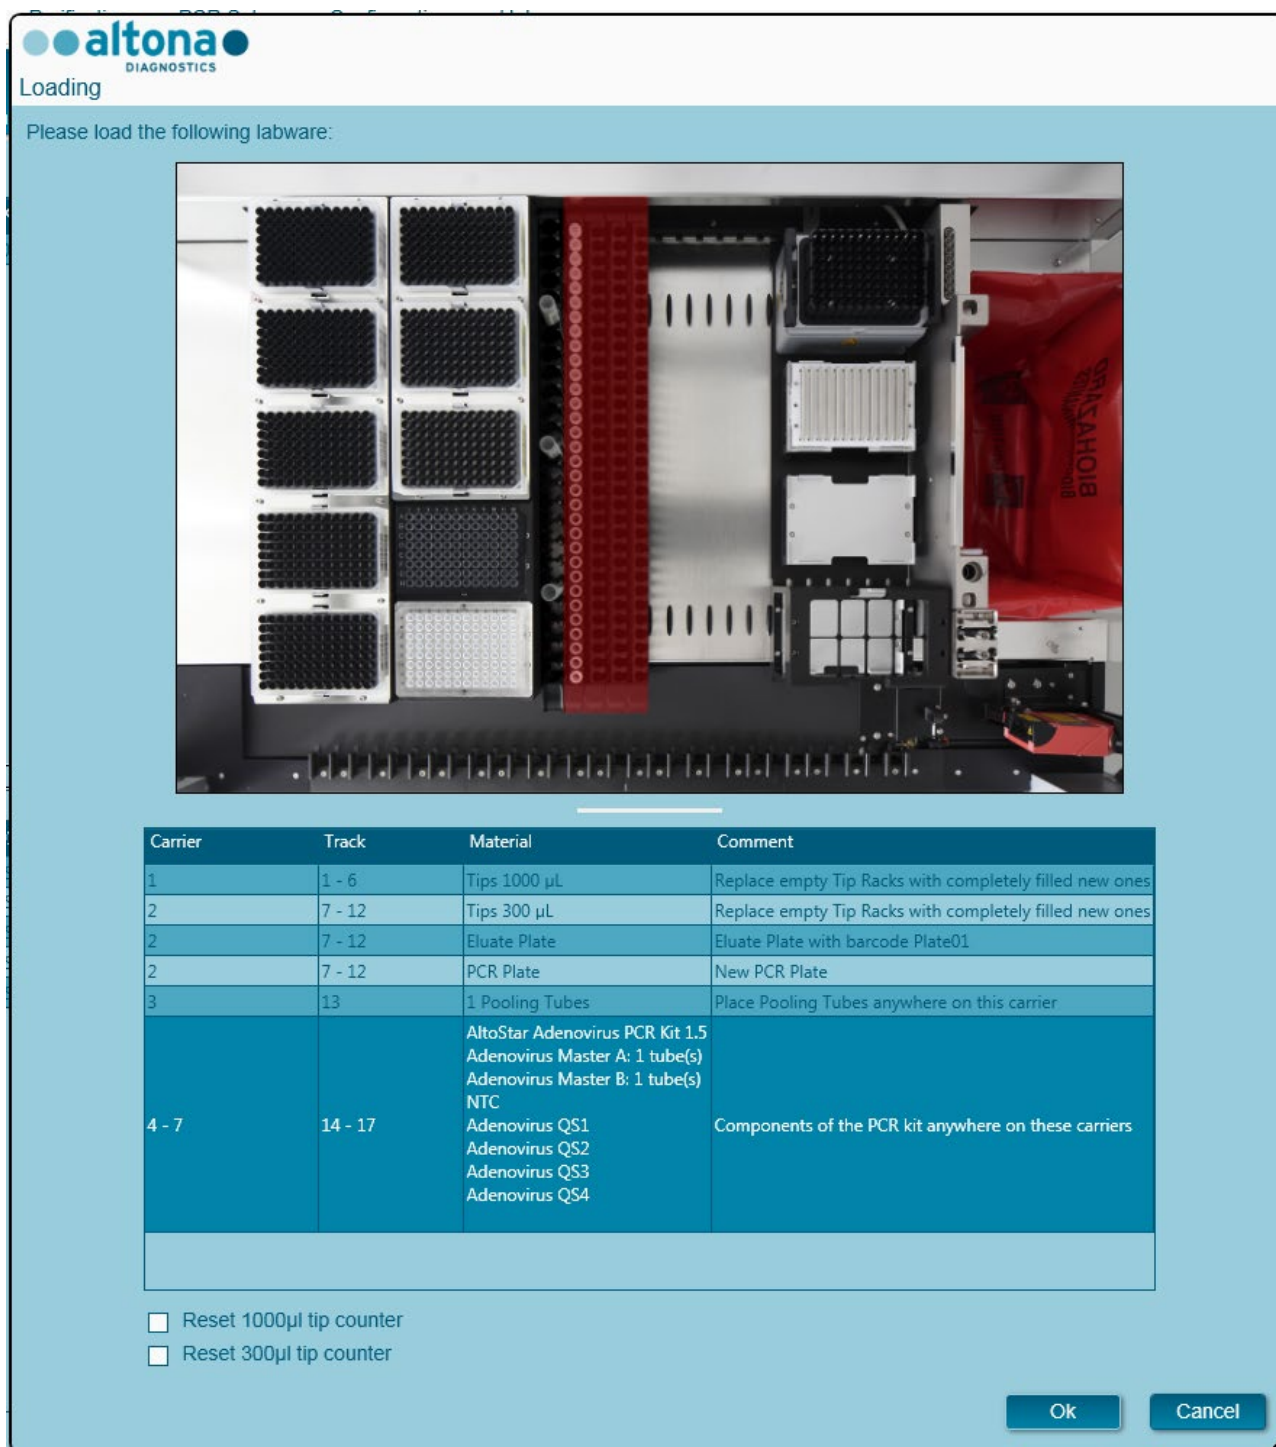 altona
DIAGNOSTICS
Loading
Please load the following labware:
BIOHAZARD
Carrier Track Material Comment
1 1 - 6 Tips 1000 µL Replace empty Tip Racks with completely filled new ones
2 7 - 12 Tips 300 µL Replace empty Tip Racks with completely filled new ones
2 7 - 12 Eluate Plate Eluate Plate with barcode Plate01
2 7 - 12 PCR Plate New PCR Plate
3 13 1 Pooling Tubes Place Pooling Tubes anywhere on this carrier
AltoStar Adenovirus PCR Kit 1.5
Adenovirus Master A: 1 tube(s)
Adenovirus Master B: 1 tube(s)
NTC
4 - 7 14 - 17 Adenovirus QS1 Components of the PCR kit anywhere on these carriers
Adenovirus QS2
Adenovirus QS3
Adenovirus QS4
Reset 1000µl tip counter
Reset 300µl tip counter
Ok Cancel